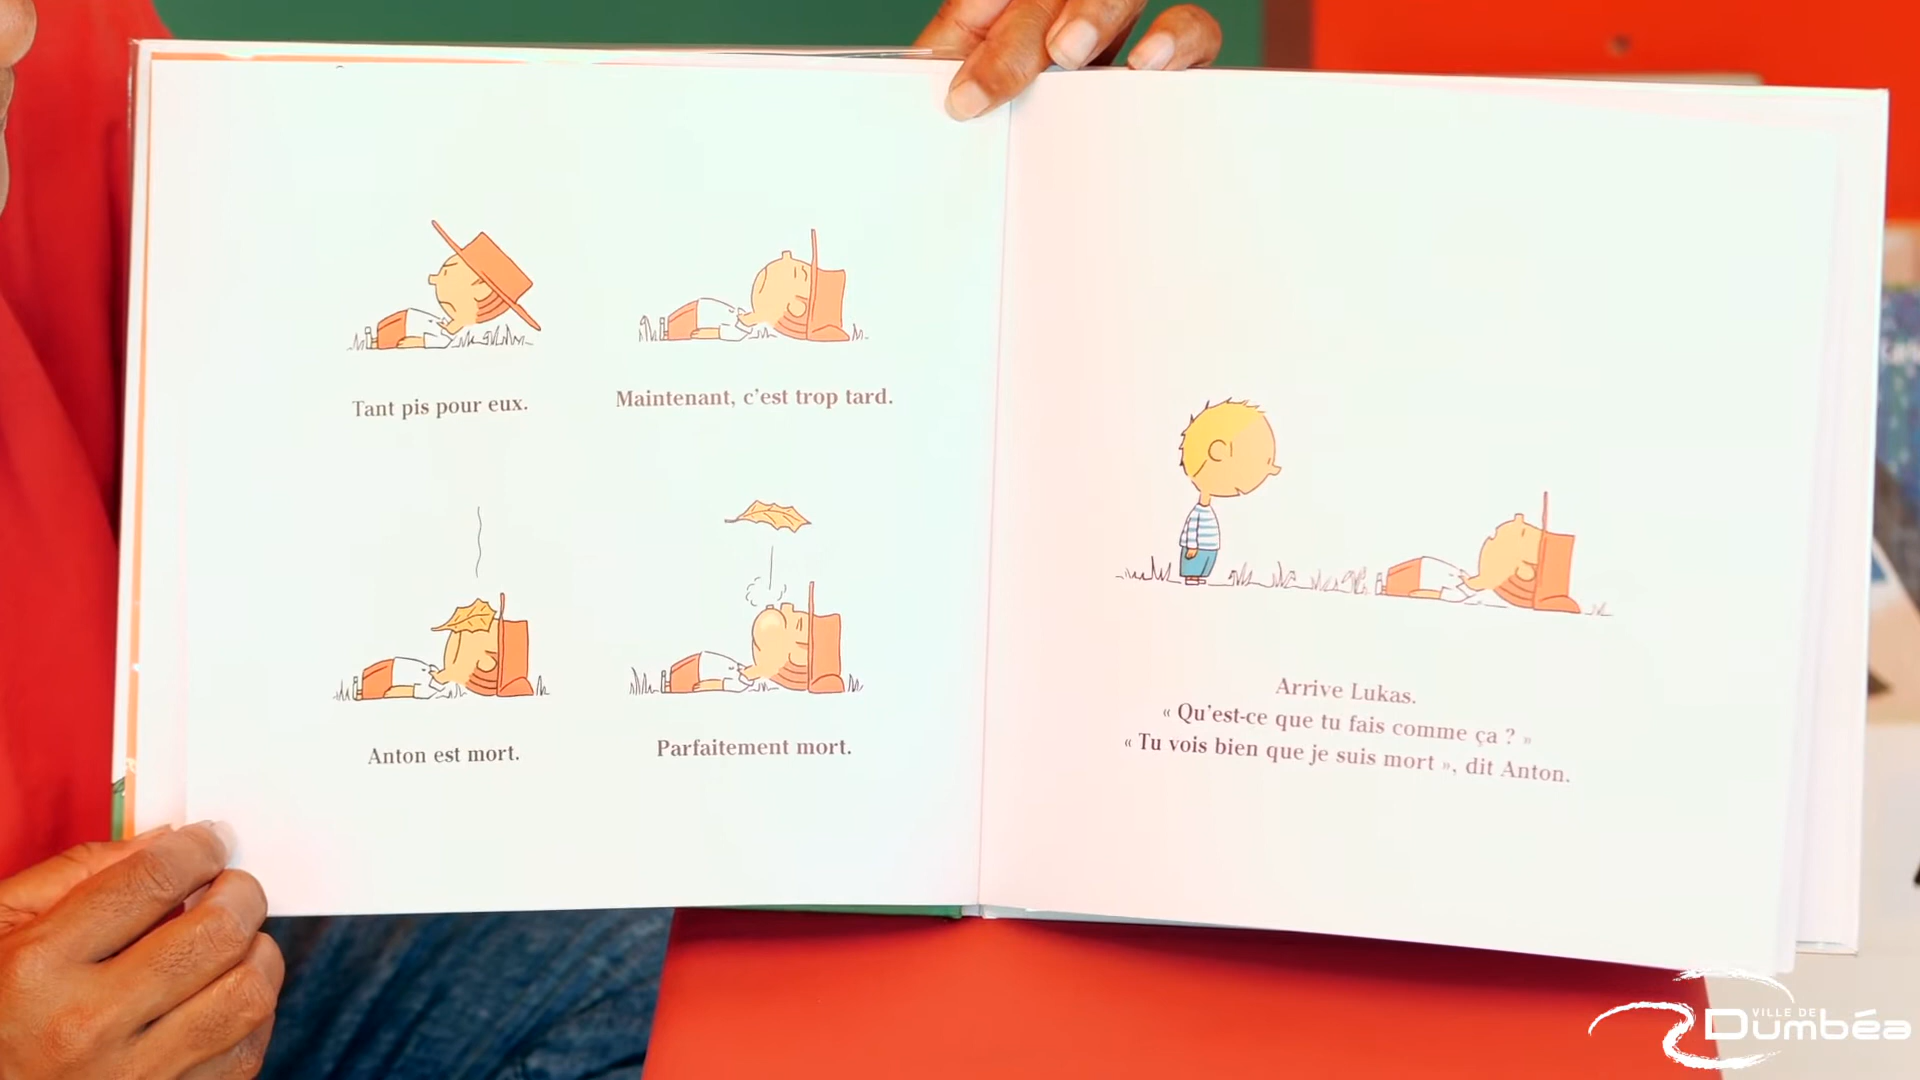 Tant pis pour eux.
Maintenant, c'est trop tard.
Anton est mort.
Parfaitement mort.
Arrive Lukas.
« Qu'est-ce que tu fais comme ça ? »
« Tu vois bien que je suis mort », dit Anton.
VILLE DE
Dumbéa